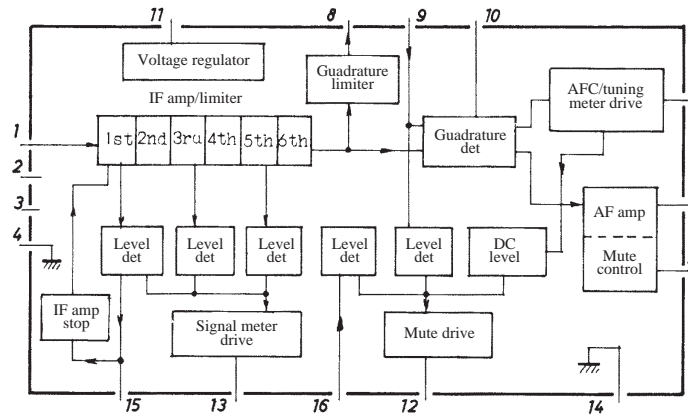 11
8
9
10
Voltage regulator
Guadrature
limiter
AFC/tuning
meter drive
IF amp/limiter
1
1st 2nd 3ru 4th 5th 6th
Guadrature
det
2
3
4
AF amp
Mute
control
Level
det
Level
det
Level
det
Level
det
Level
det
DC
level
IF amp
stop
Signal meter
drive
Mute drive
15
13
16
12
14